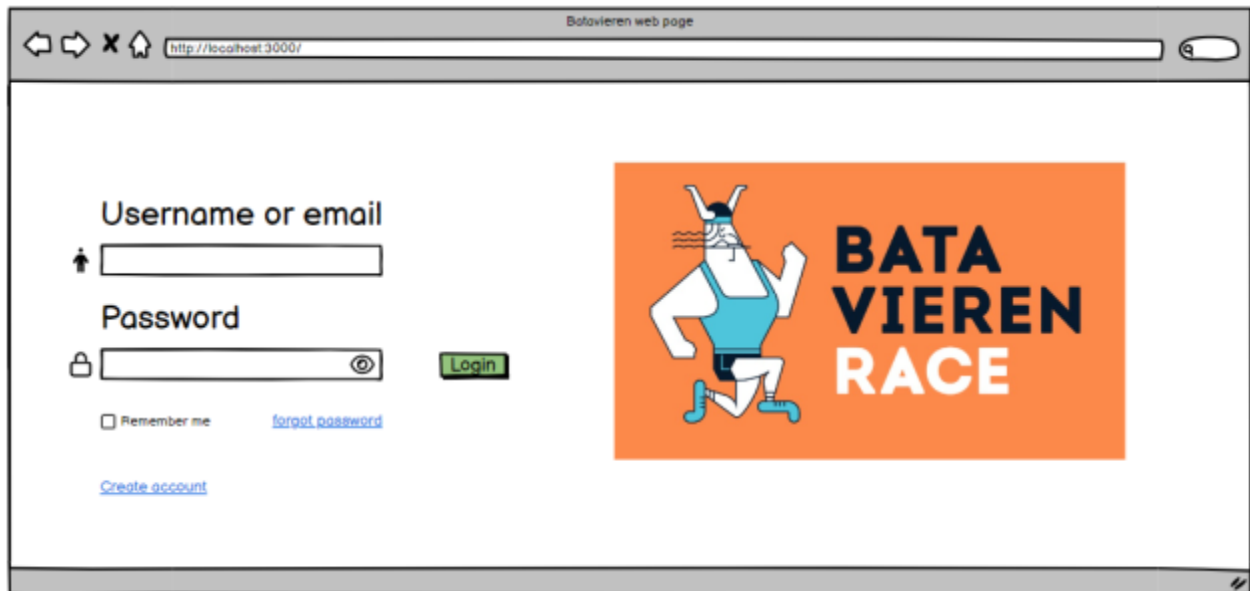 Batavieren web page
http://localhost:3000/
Username or email
Password
Login
Remember me
forgot password
Create account
BATA
VIEREN
RACE